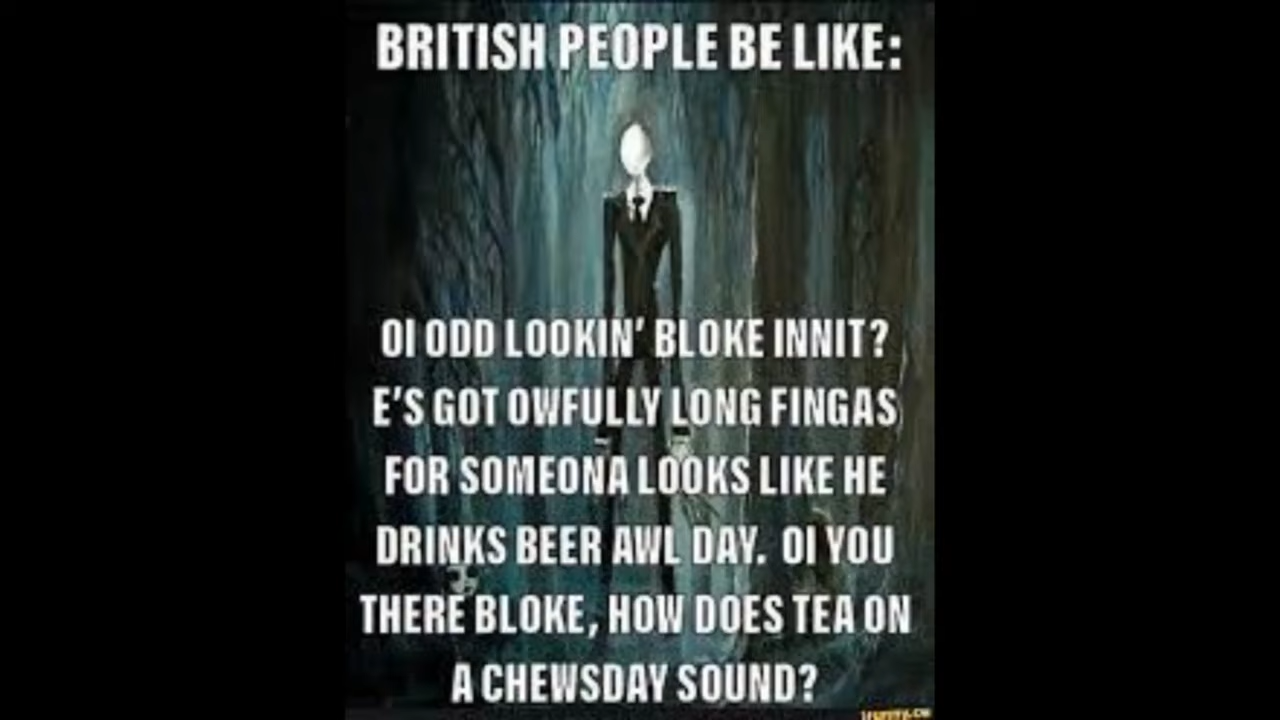 BRITISH PEOPLE BE LIKE:
OI ODD LOOKIN' BLOKE INNIT?
E'S GOT OWFULLY LONG FINGAS
FOR SOMEONA LOOKS LIKE HE
DRINKS BEER AWL DAY. OI YOU
THERE BLOKE, HOW DOES TEA ON
A CHEWSDAY SOUND?